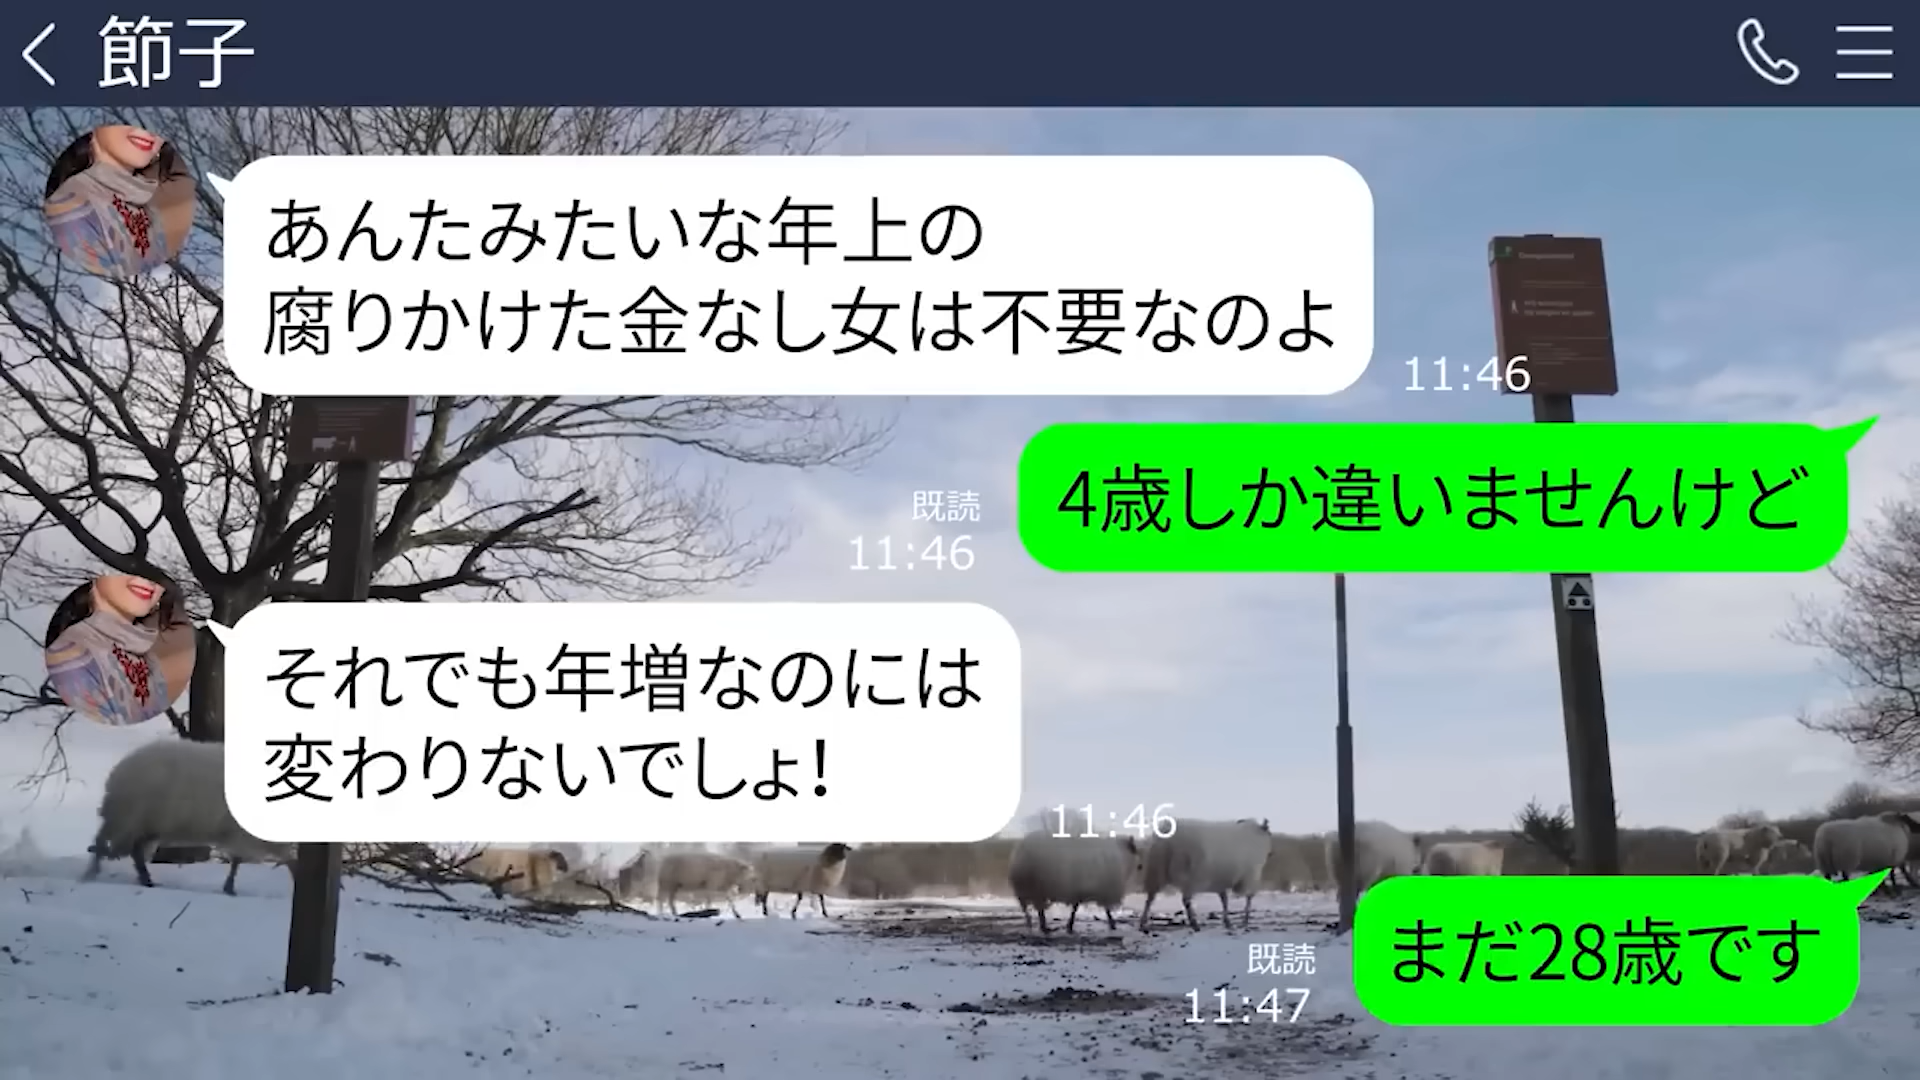 節子
あんたみたいな年上の
腐りかけた金なし女は不要なのよ
11:46
4歳しか違いませんけど
既読
11:46
それでも年増なのには
変わりないでしょ!
11:46
まだ28歳です
既読
11:47